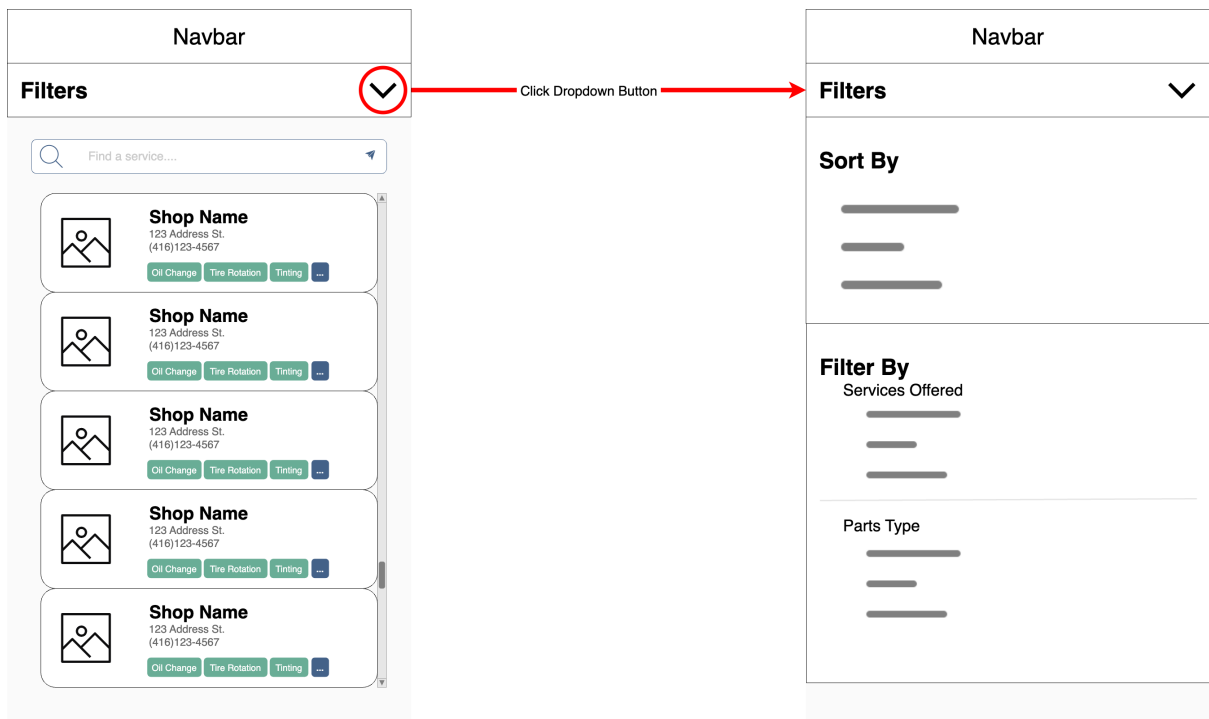 Navbar
Filters
Find a service....
Shop Name
123 Address St.
(416)123-4567
Oil Change Tire Rotation Tinting ...
Shop Name
123 Address St.
(416)123-4567
Oil Change Tire Rotation Tinting ...
Shop Name
123 Address St.
(416)123-4567
Oil Change Tire Rotation Tinting ...
Shop Name
123 Address St.
(416)123-4567
Oil Change Tire Rotation Tinting ...
Shop Name
123 Address St.
(416)123-4567
Oil Change Tire Rotation Tinting ...
Click Dropdown Button
Navbar
Filters
Sort By
Filter By
Services Offered
Parts Type